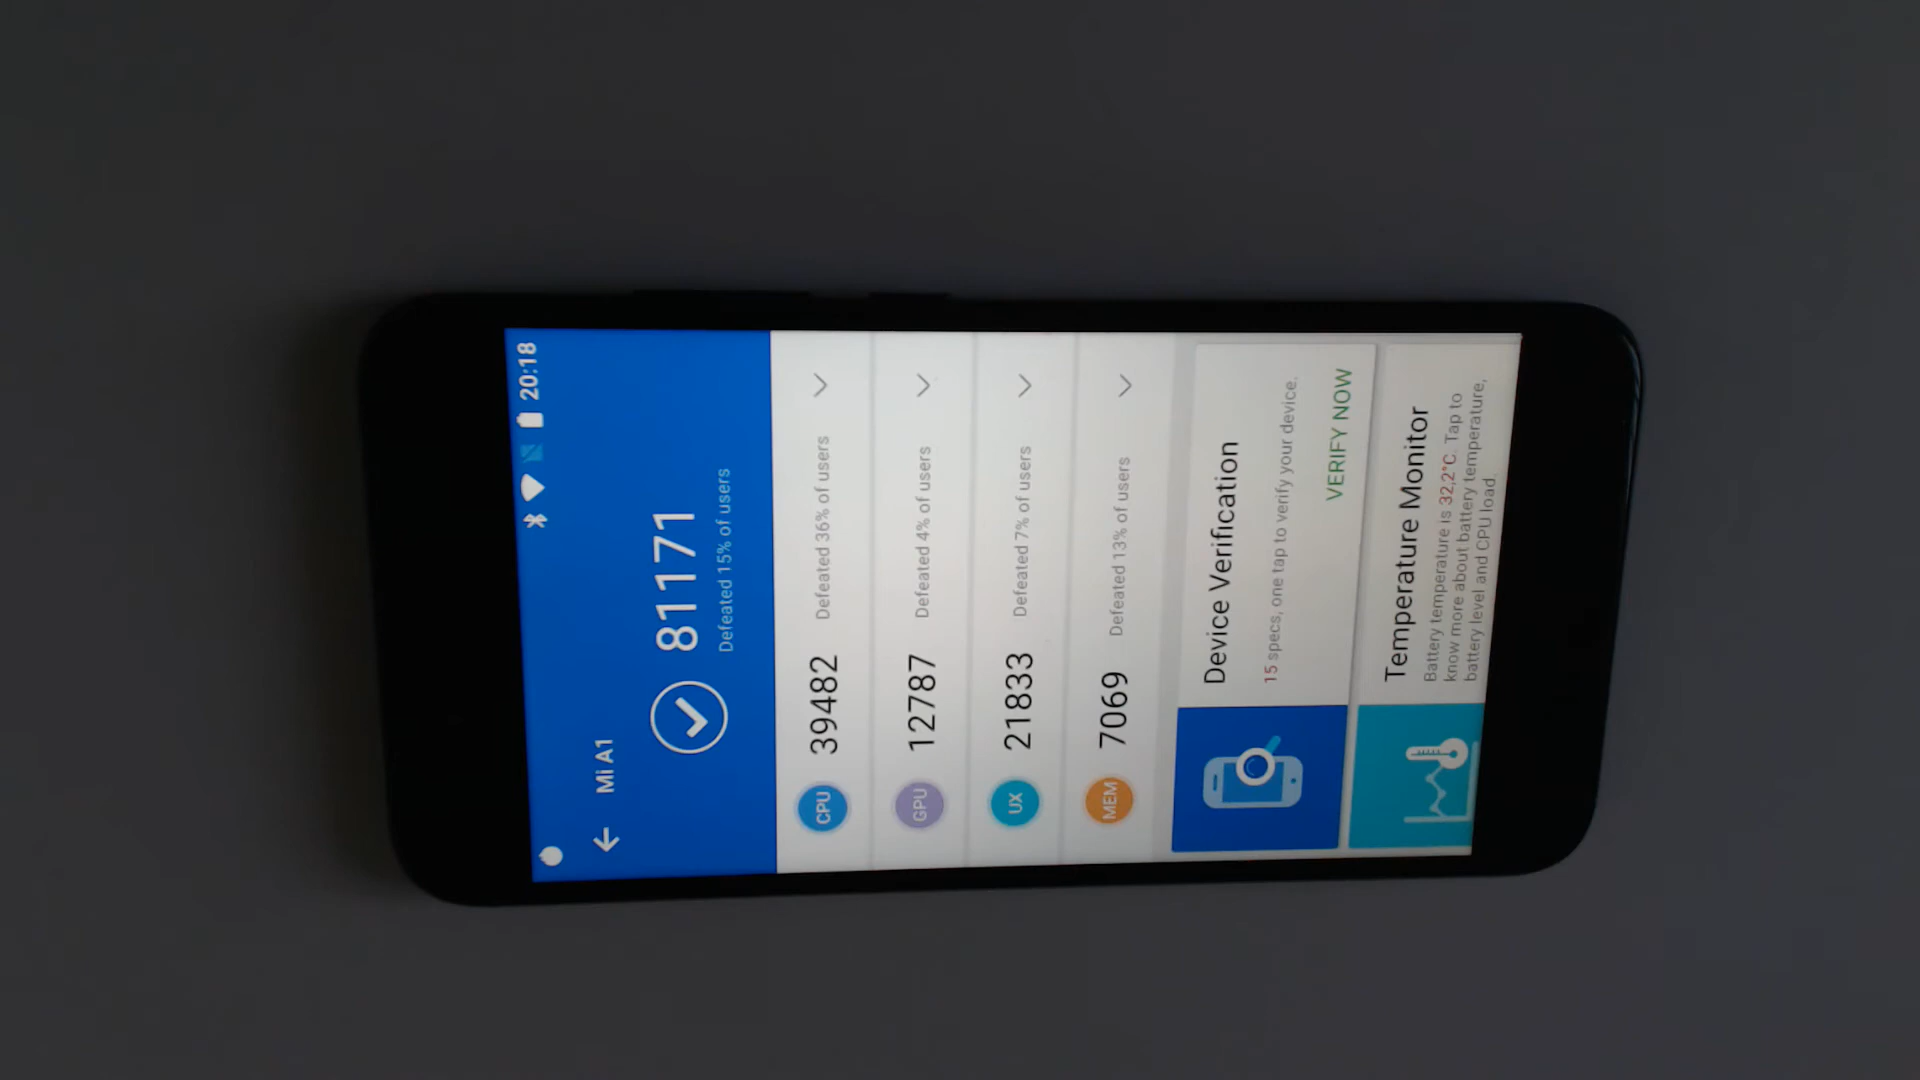 20:18
Mi A1
81171
Defeated 15% of users
CPU 39482 Defeated 36% of users
GPU 12787 Defeated 4% of users
UX 21833 Defeated 7% of users
MEM 7069 Defeated 13% of users
Device Verification
15 specs, one tap to verify your device.
VERIFY NOW
Temperature Monitor
Battery temperature is 32,2°C. Tap to
know more about battery temperature,
battery level and CPU load.